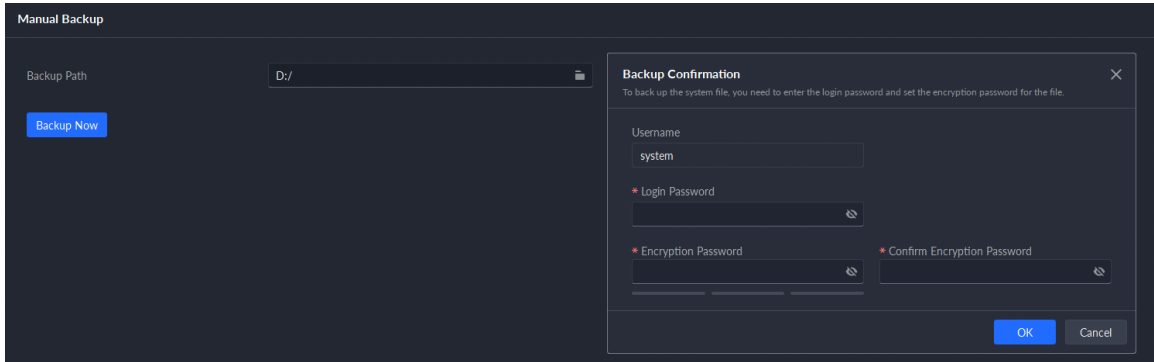 Manual Backup
Backup Path
D:/
Backup Now
Backup Confirmation
To back up the system file, you need to enter the login password and set the encryption password for the file.
Username
system
* Login Password
* Encryption Password
* Confirm Encryption Password
OK
Cancel